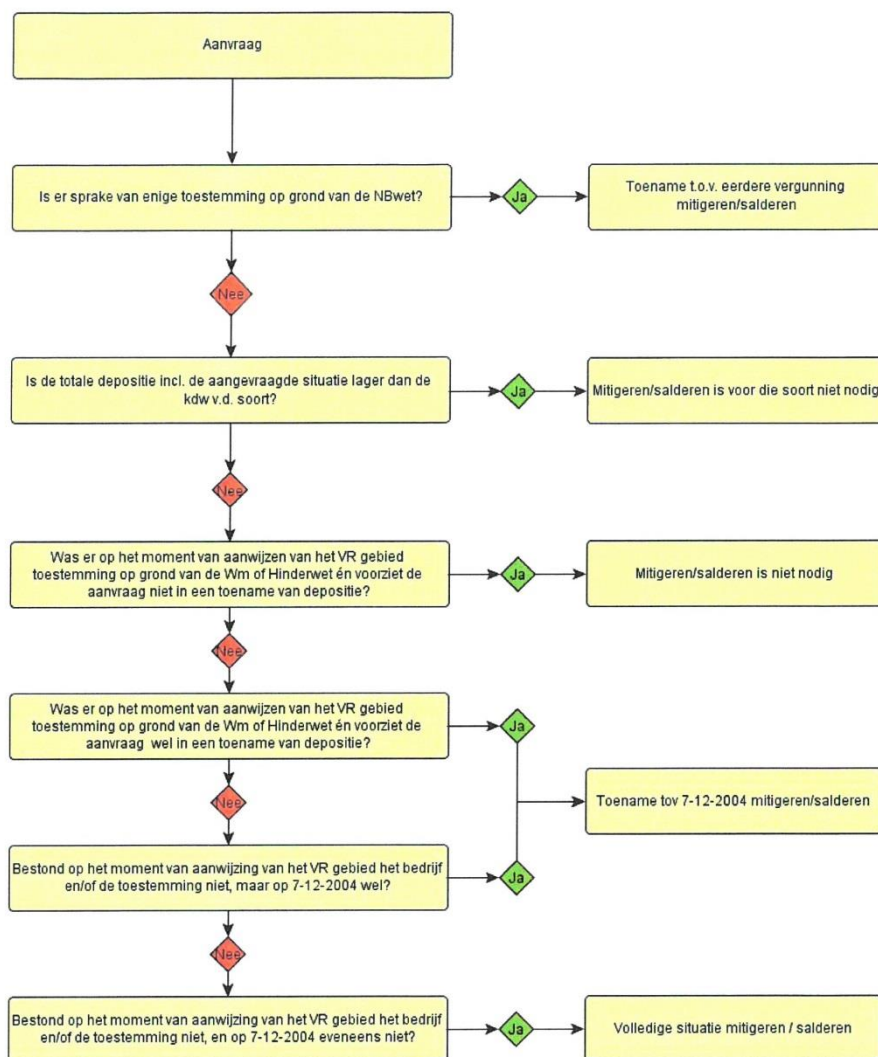 Aanvraag
Is er sprake van enige toestemming op grond van de NBwet?
Ja
Toename t.o.v. eerdere vergunning
mitigeren/salderen
Nee
Is de totale depositie incl. de aangevraagde situatie lager dan de
kdw v.d. soort?
Ja
Mitigeren/salderen is voor die soort niet nodig
Nee
Was er op het moment van aanwijzen van het VR gebied
toestemming op grond van de Wm of Hinderwet én voorziet de
aanvraag niet in een toename van depositie?
Ja
Mitigeren/salderen is niet nodig
Nee
Was er op het moment van aanwijzen van het VR gebied
toestemming op grond van de Wm of Hinderwet én voorziet de
aanvraag wel in een toename van depositie?
Ja
Toename tov 7-12-2004 mitigeren/salderen
Nee
Bestond op het moment van aanwijzing van het VR gebied het bedrijf
en/of de toestemming niet, maar op 7-12-2004 wel?
Ja
Nee
Bestond op het moment van aanwijzing van het VR gebied het bedrijf
en/of de toestemming niet, en op 7-12-2004 eveneens niet?
Ja
Volledige situatie mitigeren / salderen